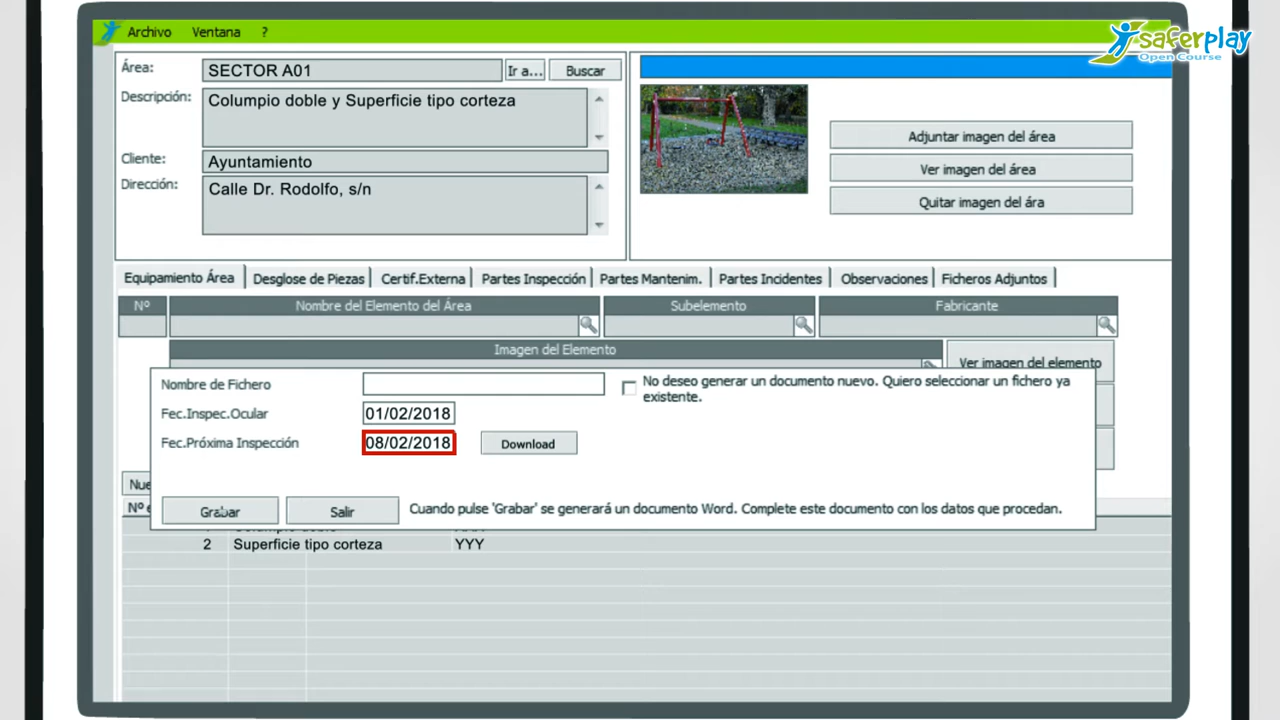 Archivo Ventana ?
saferplay
Open Course
Área: SECTOR A01 Ir a... Buscar
Descripción: Columpio doble y Superficie tipo corteza
Cliente: Ayuntamiento
Dirección: Calle Dr. Rodolfo, s/n
Adjuntar imagen del área
Ver imagen del área
Quitar imagen del ára
Equipamiento Área Desglose de Piezas Certif.Externa Partes Inspección Partes Mantenim. Partes Incidentes Observaciones Ficheros Adjuntos
Nº Nombre del Elemento del Área Subelemento Fabricante
Imagen del Elemento Ver imagen del elemento
Nombre de Fichero
No deseo generar un documento nuevo. Quiero seleccionar un fichero ya
existente.
Fec.Inspec.Ocular 01/02/2018
Fec.Próxima Inspección 08/02/2018 Download
Nue
Nº e
Grabar Salir Cuando pulse 'Grabar' se generará un documento Word. Complete este documento con los datos que procedan.
2 Superficie tipo corteza YYY